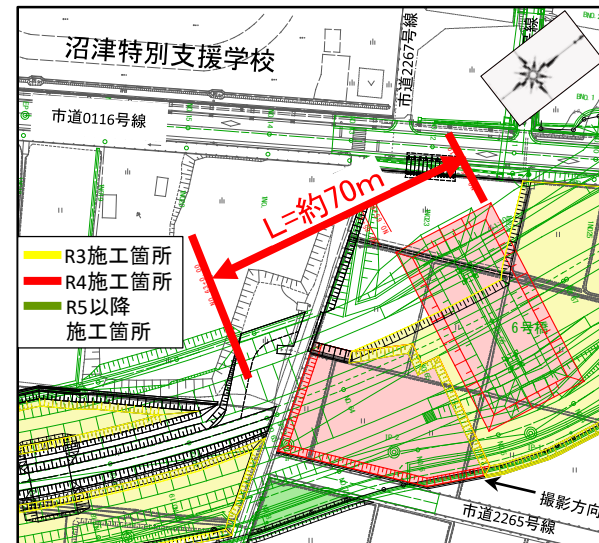 沼津特別支援学校
市道2267号線
号線
市道0116号線
L=約70m
R3施工箇所
R4施工箇所
R5以降
施工箇所
6号橋
撮影方向
市道2265号線